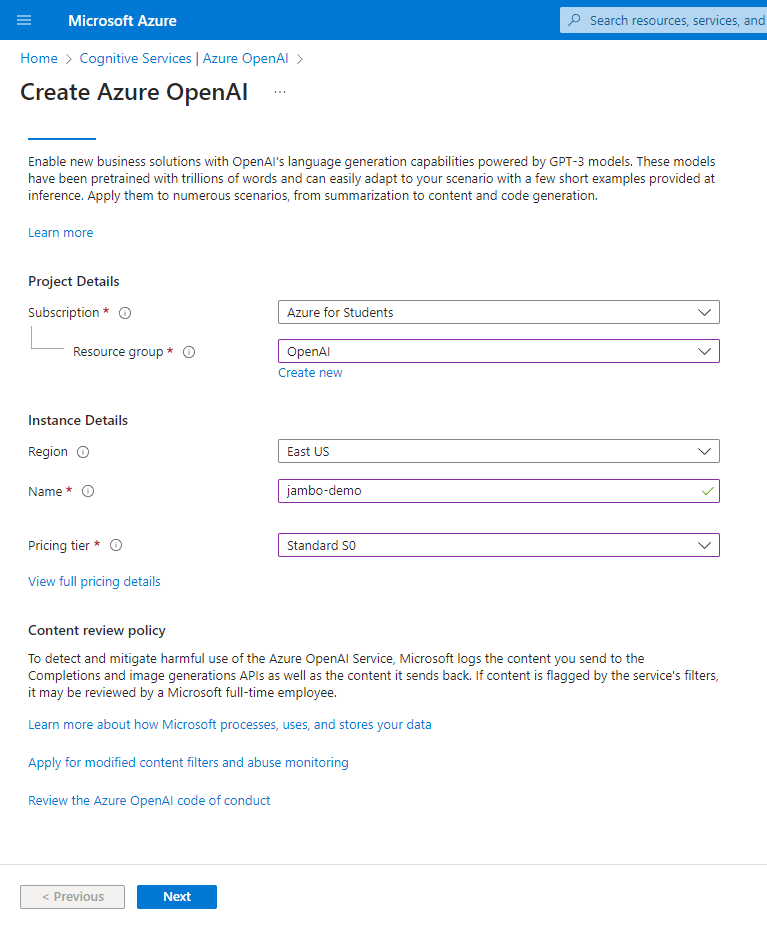 Microsoft Azure
Search resources, services, and
Home > Cognitive Services | Azure OpenAI >
Create Azure OpenAI ...
Enable new business solutions with OpenAI's language generation capabilities powered by GPT-3 models. These models
have been pretrained with trillions of words and can easily adapt to your scenario with a few short examples provided at
inference. Apply them to numerous scenarios, from summarization to content and code generation.
Learn more
Project Details
Subscription * Azure for Students
Resource group * OpenAI
Create new
Instance Details
Region East US
Name * jambo-demo
Pricing tier * Standard S0
View full pricing details
Content review policy
To detect and mitigate harmful use of the Azure OpenAI Service, Microsoft logs the content you send to the
Completions and image generations APIs as well as the content it sends back. If content is flagged by the service's filters,
it may be reviewed by a Microsoft full-time employee.
Learn more about how Microsoft processes, uses, and stores your data
Apply for modified content filters and abuse monitoring
Review the Azure OpenAI code of conduct
< Previous
Next